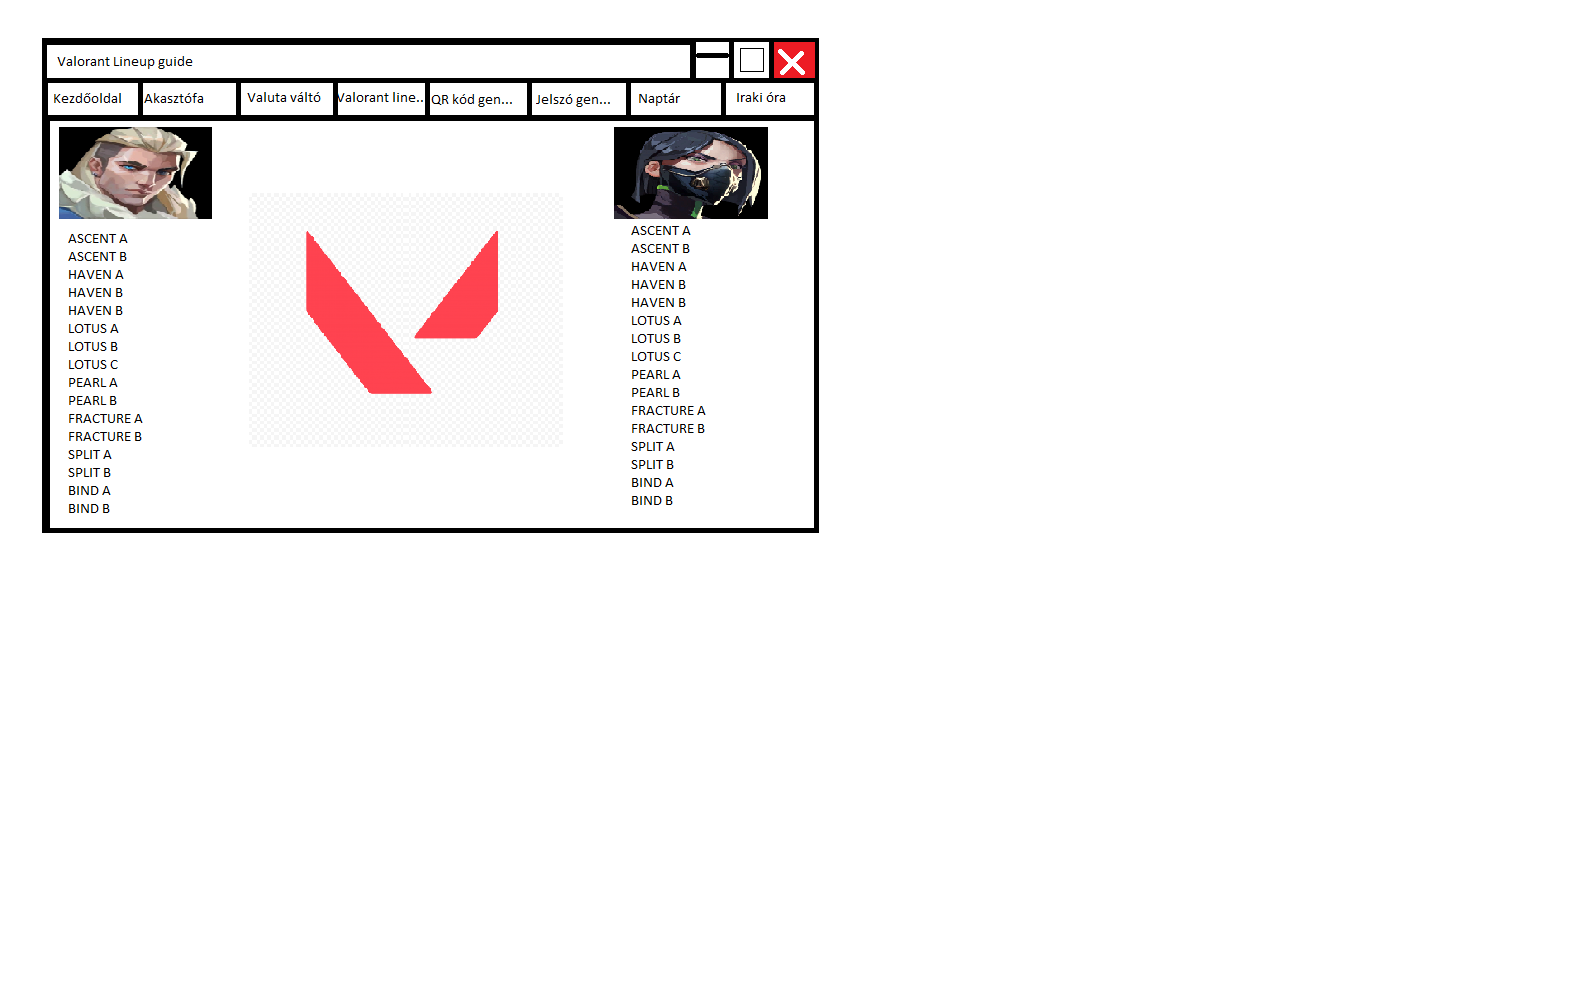 Valorant Lineup guide
Kezdőoldal
Akasztófa
Valuta váltó
Valorant line..
QR kód gen...
Jelszó gen...
Naptár
Iraki óra
ASCENT A
ASCENT B
HAVEN A
HAVEN B
HAVEN B
LOTUS A
LOTUS B
LOTUS C
PEARL A
PEARL B
FRACTURE A
FRACTURE B
SPLIT A
SPLIT B
BIND A
BIND B
ASCENT A
ASCENT B
HAVEN A
HAVEN B
HAVEN B
LOTUS A
LOTUS B
LOTUS C
PEARL A
PEARL B
FRACTURE A
FRACTURE B
SPLIT A
SPLIT B
BIND A
BIND B